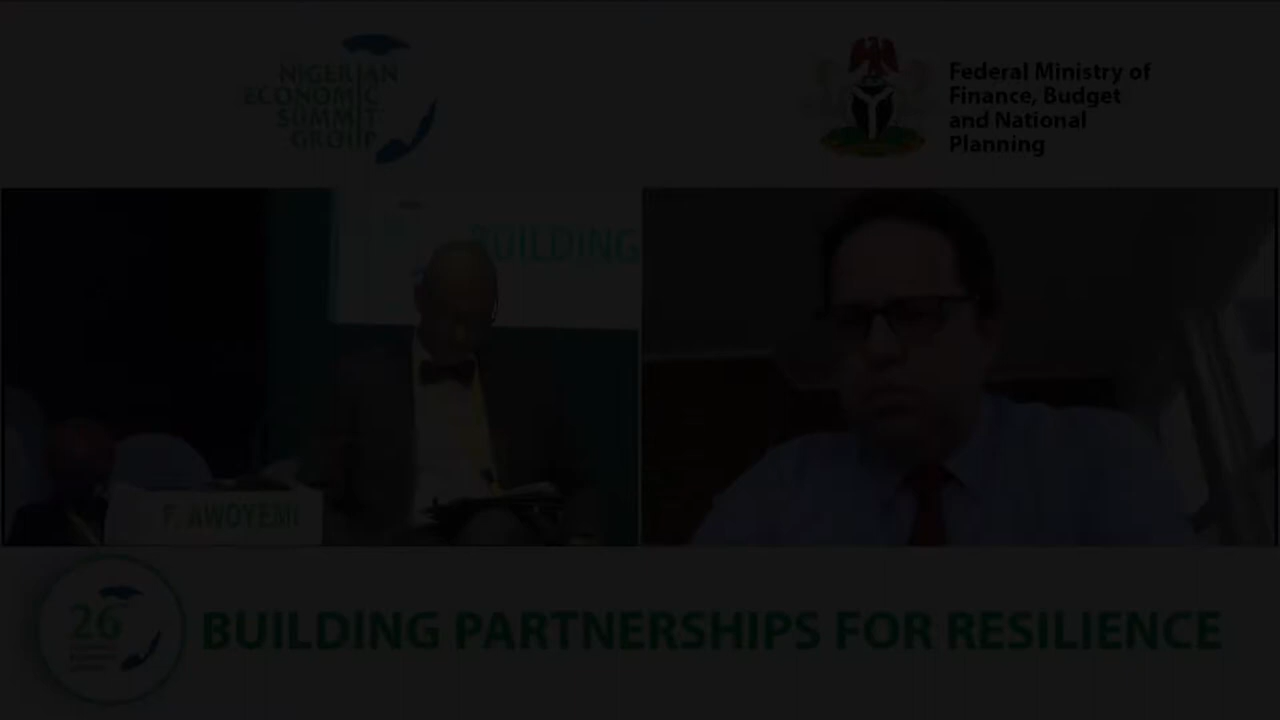 NIGERIAN
ECONOMIC
SUMMIT
GROUP
Federal Ministry of
Finance, Budget
and National
Planning
BUILDING
F. AWOYEMI
26
BUILDING PARTNERSHIPS FOR RESILIENCE